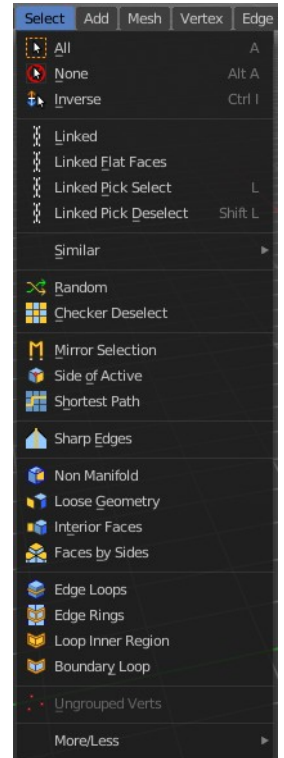 Select Add Mesh Vertex Edge
All A
None Alt A
Inverse Ctrl I
Linked
Linked Flat Faces
Linked Pick Select L
Linked Pick Deselect Shift L
Similar
Random
Checker Deselect
Mirror Selection
Side of Active
Shortest Path
Sharp Edges
Non Manifold
Loose Geometry
Interior Faces
Faces by Sides
Edge Loops
Edge Rings
Loop Inner Region
Boundary Loop
Ungrouped Verts
More/Less